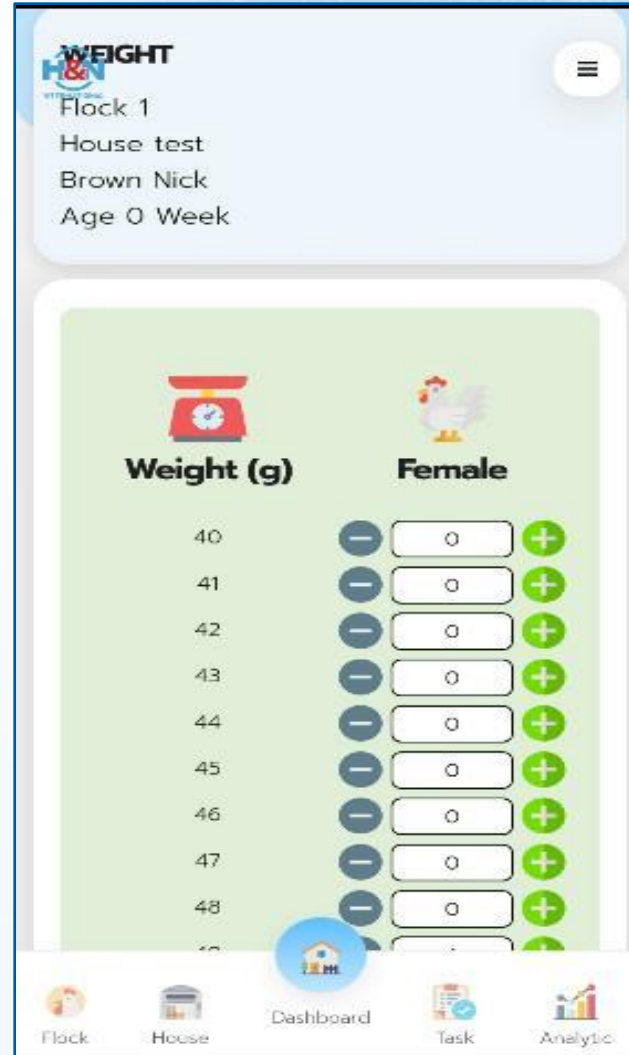 WEIGHT
H&N
INTERNATIONAL
Flock 1
House test
Brown Nick
Age 0 Week
Weight (g) Female
40 0
41 0
42 0
43 0
44 0
45 0
46 0
47 0
48 0
Flock House Dashboard Task Analytic